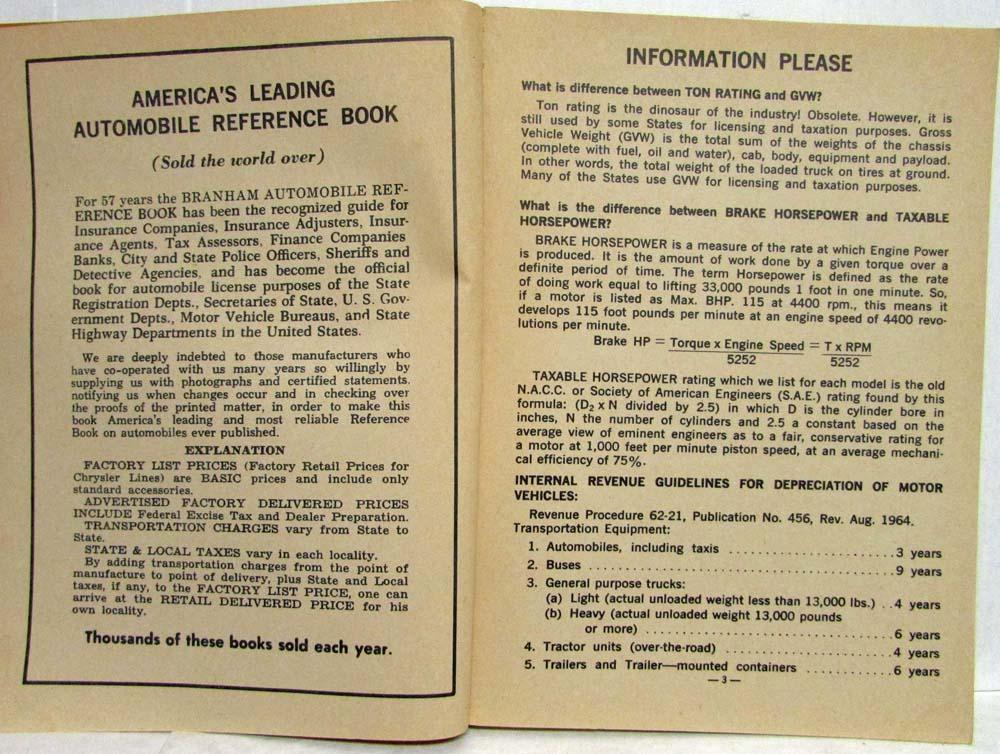 AMERICA'S LEADING
AUTOMOBILE REFERENCE BOOK
(Sold the world over)
For 57 years the BRANHAM AUTOMOBILE REF-
ERENCE BOOK has been the recognized guide for
Insurance Companies, Insurance Adjusters, Insur-
ance Agents, Tax Assessors, Finance Companies
Banks, City and State Police Officers, Sheriffs and
Detective Agencies, and has become the official
book for automobile license purposes of the State
Registration Depts., Secretaries of State, U. S. Gov-
ernment Depts., Motor Vehicle Bureaus, and State
Highway Departments in the United States.
We are deeply indebted to those manufacturers who
have co-operated with us many years so willingly by
supplying us with photographs and certified statements.
notifying us when changes occur and in checking over
the proofs of the printed matter, in order to make this
book America's leading and most reliable Reference
Book on automobiles ever published.
EXPLANATION
FACTORY LIST PRICES (Factory Retail Prices for
Chrysler Lines) are BASIC prices and include only
standard accessories.
ADVERTISED FACTORY DELIVERED PRICES
INCLUDE Federal Excise Tax and Dealer Preparation.
TRANSPORTATION CHARGES vary from State to
State.
STATE & LOCAL TAXES vary in each locality.
By adding transportation charges from the point of
manufacture to point of delivery, plus State and Local
taxes, if any, to the FACTORY LIST PRICE, one can
arrive at the RETAIL DELIVERED PRICE for his
own locality.
Thousands of these books sold each year.
INFORMATION PLEASE
What is difference between TON RATING and GVW?
Ton rating is the dinosaur of the industry! Obsolete. However, it is
still used by some States for licensing and taxation purposes. Gross
Vehicle Weight (GVW) is the total sum of the weights of the chassis
(complete with fuel, oil and water), cab, body, equipment and payload.
In other words, the total weight of the loaded truck on tires at ground.
Many of the States use GVW for licensing and taxation purposes.
What is the difference between BRAKE HORSEPOWER and TAXABLE
HORSEPOWER?
BRAKE HORSEPOWER is a measure of the rate at which Engine Power
is produced. It is the amount of work done by a given torque over a
definite period of time. The term Horsepower is defined as the rate
of doing work equal to lifting 33,000 pounds 1 foot in one minute. So,
if a motor is listed as Max. BHP. 115 at 4400 rpm., this means it
develops 115 foot pounds per minute at an engine speed of 4400 revo-
lutions per minute.
Brake HP = Torque x Engine Speed = T x RPM
5252 5252
TAXABLE HORSEPOWER rating which we list for each model is the old
N.A.C.C. or Society of American Engineers (S.A.E.) rating found by this
formula: (D₂ x N divided by 2.5) in which D is the cylinder bore in
inches, N the number of cylinders and 2.5 a constant based on the
average view of eminent engineers as to a fair, conservative rating for
a motor at 1,000 feet per minute piston speed, at an average mechani-
cal efficiency of 75%.
INTERNAL REVENUE GUIDELINES FOR DEPRECIATION OF MOTOR
VEHICLES:
Revenue Procedure 62-21, Publication No. 456, Rev. Aug. 1964.
Transportation Equipment:
1. Automobiles, including taxis ..................... 3 years
2. Buses ........................................ 9 years
3. General purpose trucks:
(a) Light (actual unloaded weight less than 13,000 lbs.) ..4 years
(b) Heavy (actual unloaded weight 13,000 pounds
or more) ................................ 6 years
4. Tractor units (over-the-road) ...................... 4 years
5. Trailers and Trailer—mounted containers ............ 6 years
—3—